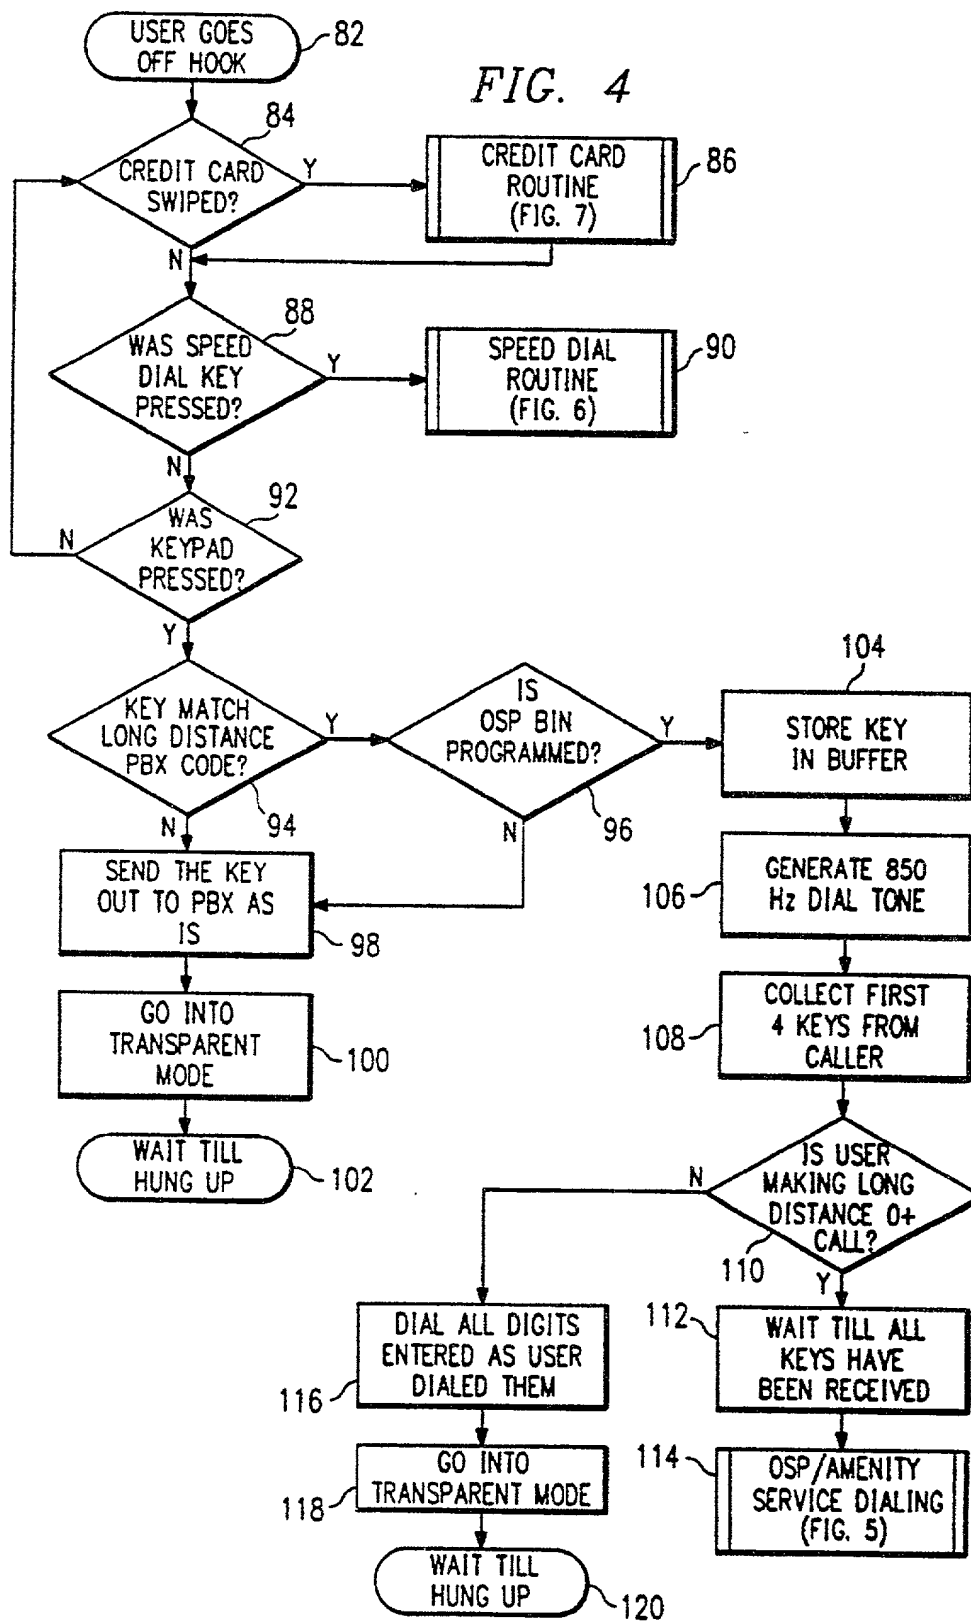 USER GOES
OFF HOOK
82
FIG. 4
84
CREDIT CARD
SWIPED?
Y
N
CREDIT CARD
ROUTINE
(FIG. 7)
86
88
WAS SPEED
DIAL KEY
PRESSED?
Y
N
SPEED DIAL
ROUTINE
(FIG. 6)
90
92
WAS
KEYPAD
PRESSED?
N
Y
KEY MATCH
LONG DISTANCE
PBX CODE?
Y
94
N
IS
OSP BIN
PROGRAMMED?
Y
96
N
104
STORE KEY
IN BUFFER
SEND THE KEY
OUT TO PBX AS
IS
98
GENERATE 850
Hz DIAL TONE
106
GO INTO
TRANSPARENT
MODE
100
COLLECT FIRST
4 KEYS FROM
CALLER
108
WAIT TILL
HUNG UP
102
IS USER
MAKING LONG
DISTANCE 0+
CALL?
N
110
Y
DIAL ALL DIGITS
ENTERED AS USER
DIALED THEM
116
112
WAIT TILL ALL
KEYS HAVE
BEEN RECEIVED
GO INTO
TRANSPARENT MODE
118
114
OSP/AMENITY
SERVICE DIALING
(FIG. 5)
WAIT TILL
HUNG UP
120